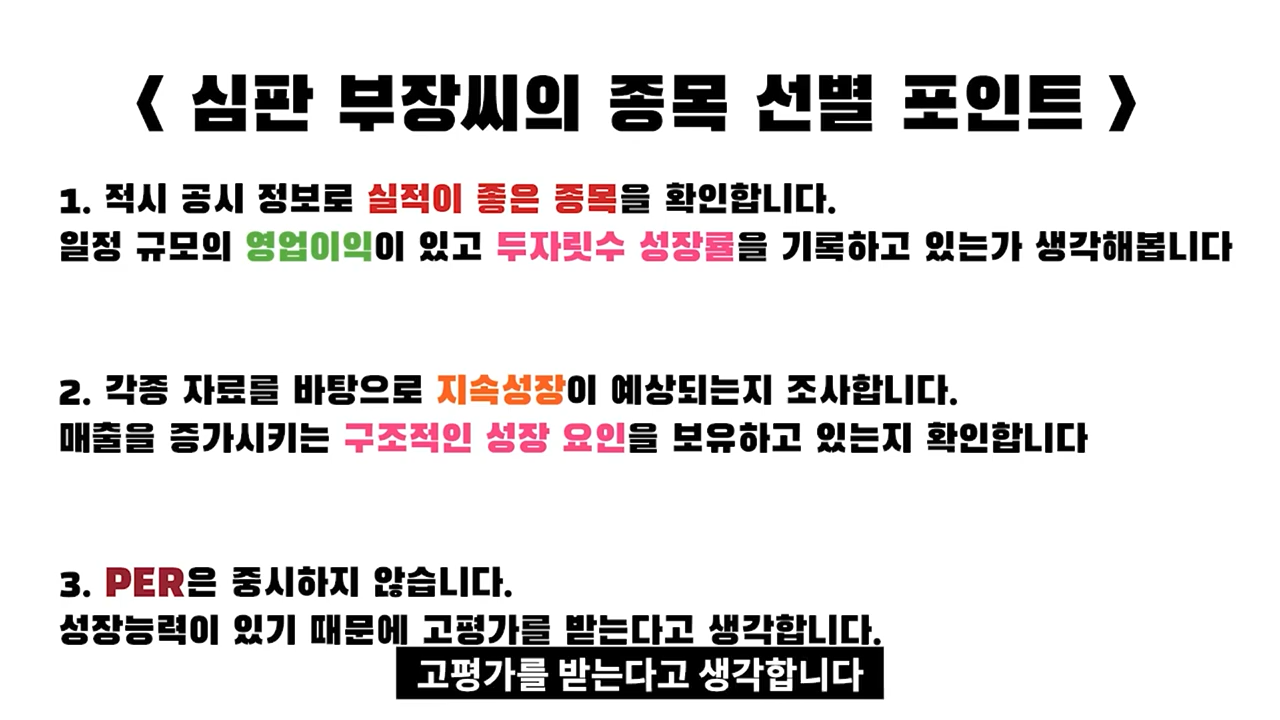 《 심판 부장씨의 종목 선별 포인트 》
1. 적시 공시 정보로 실적이 좋은 종목을 확인합니다.
일정 규모의 영업이익이 있고 두자릿수 성장률을 기록하고 있는가 생각해봅니다
2. 각종 자료를 바탕으로 지속성장이 예상되는지 조사합니다.
매출을 증가시키는 구조적인 성장 요인을 보유하고 있는지 확인합니다
3. PER은 중시하지 않습니다.
성장능력이 있기 때문에 고평가를 받는다고 생각합니다.
고평가를 받는다고 생각합니다